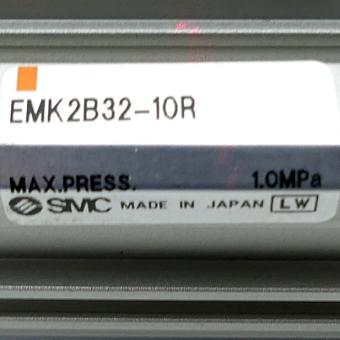 EMK2B32-10R
MAX.PRESS. 1.0MPa
SMC MADE IN JAPAN LW